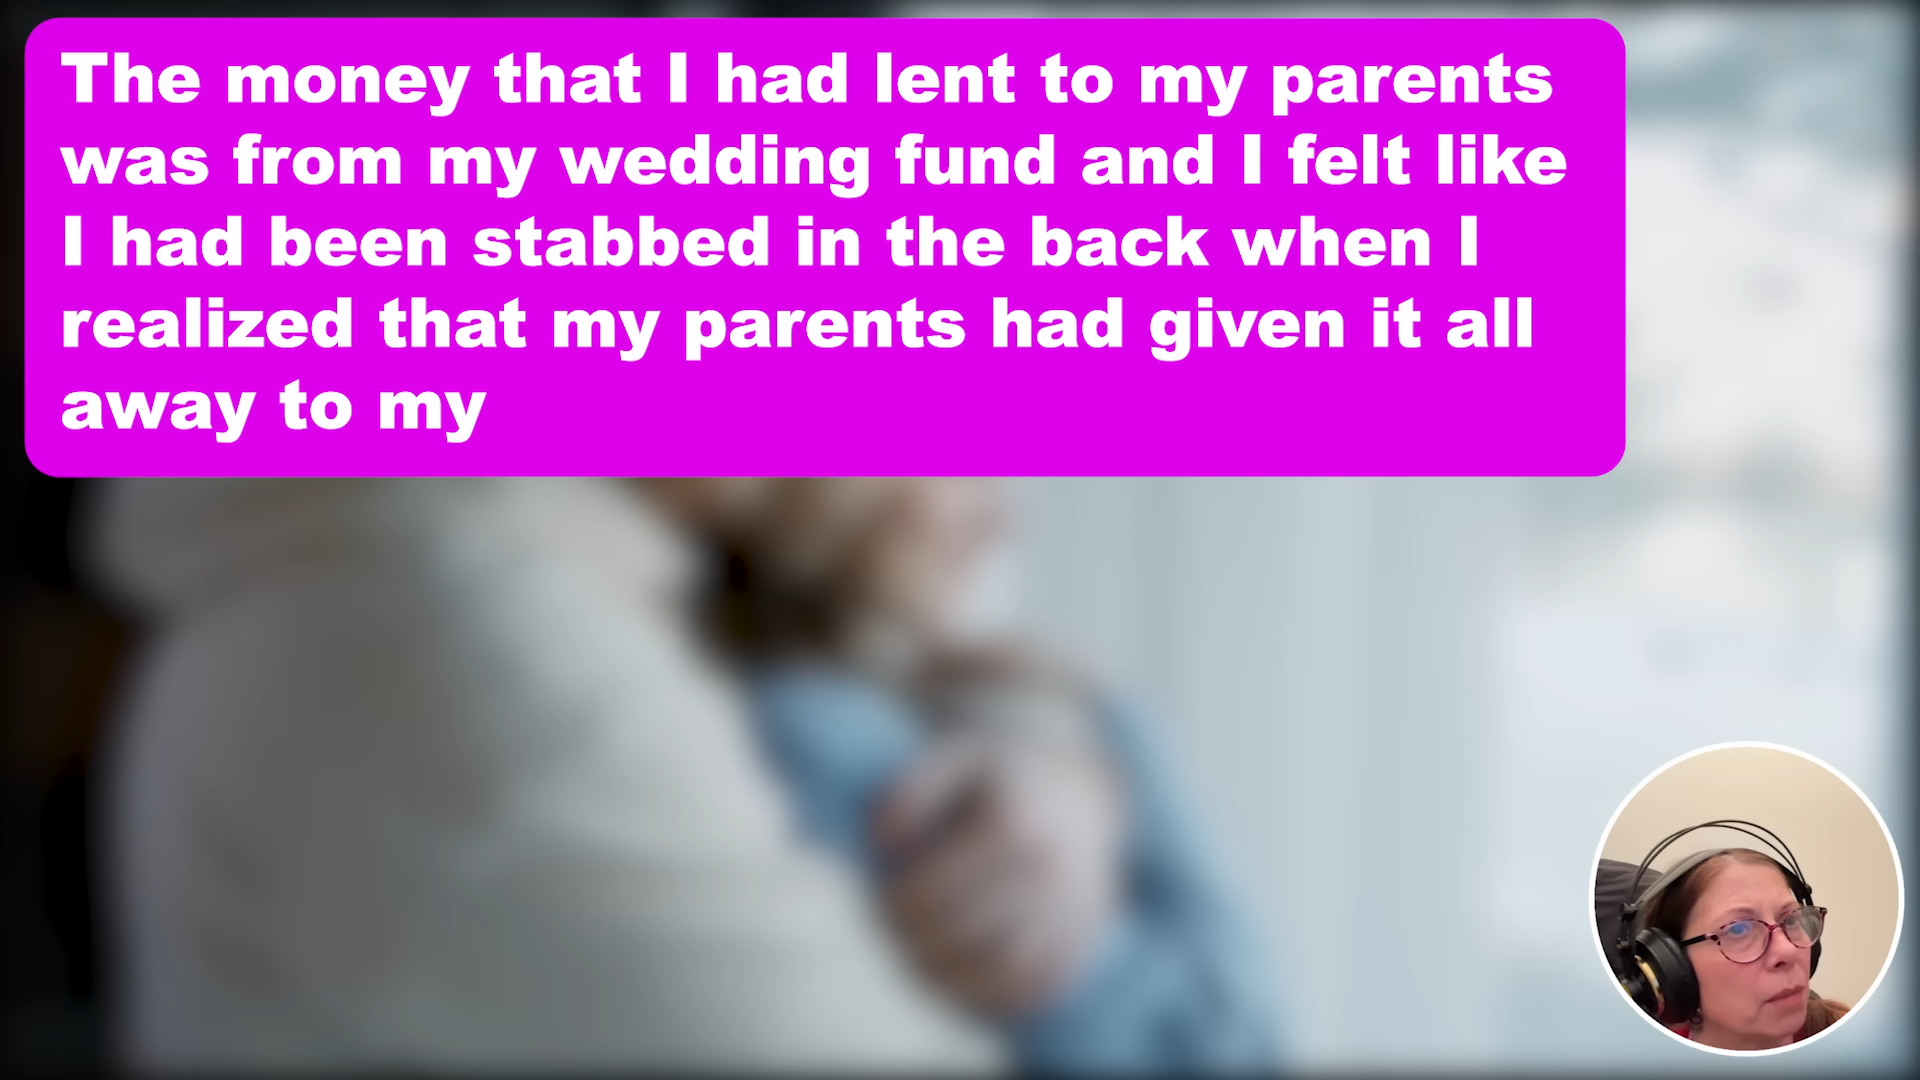 The money that I had lent to my parents
was from my wedding fund and I felt like
I had been stabbed in the back when I
realized that my parents had given it all
away to my